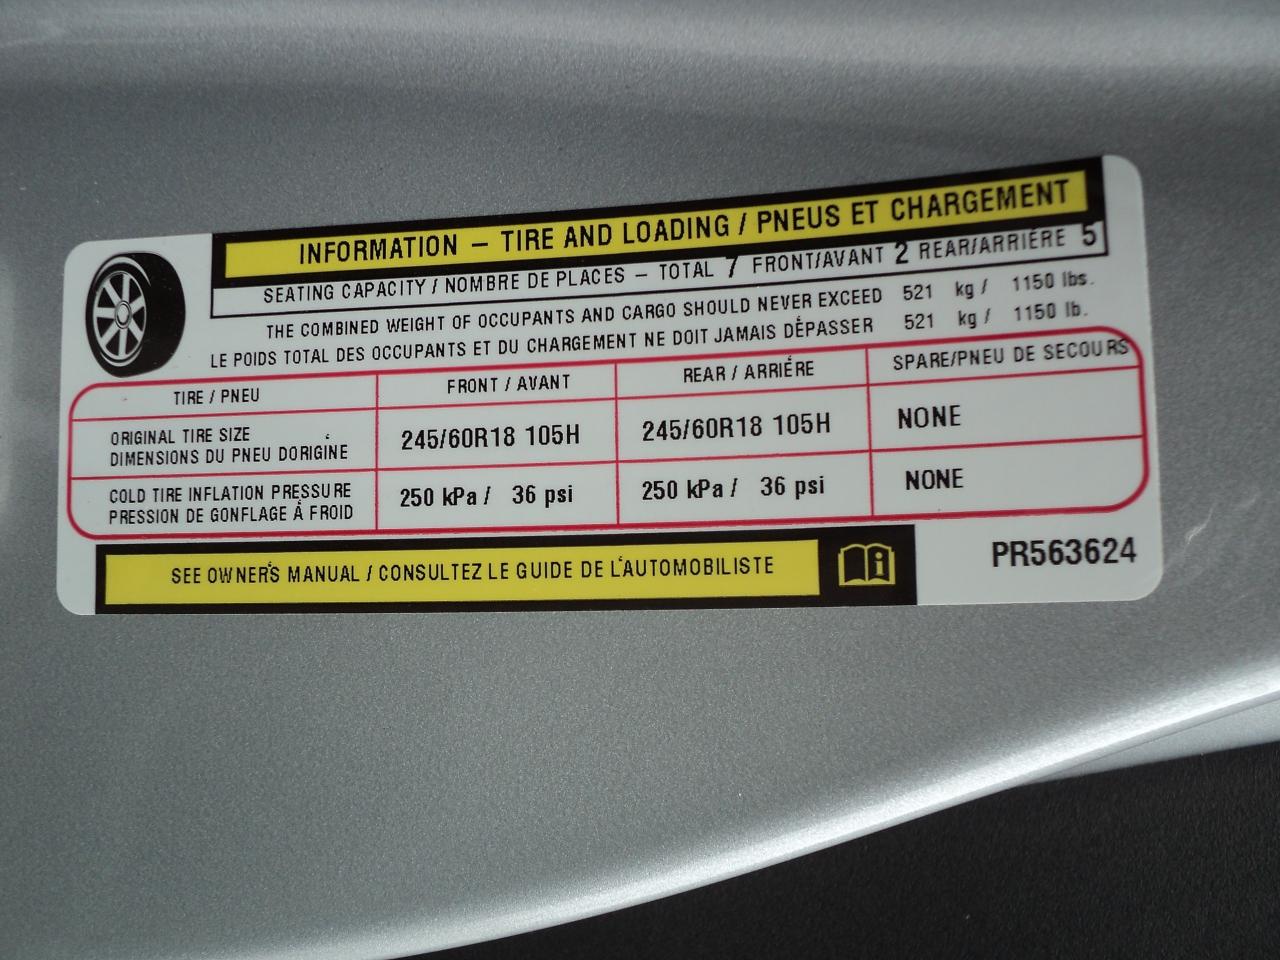 INFORMATION – TIRE AND LOADING / PNEUS ET CHARGEMENT
SEATING CAPACITY / NOMBRE DE PLACES – TOTAL 7 FRONT/AVANT 2 REAR/ARRIÈRE 5
THE COMBINED WEIGHT OF OCCUPANTS AND CARGO SHOULD NEVER EXCEED 521 kg / 1150 lbs.
LE POIDS TOTAL DES OCCUPANTS ET DU CHARGEMENT NE DOIT JAMAIS DÉPASSER 521 kg / 1150 lb.
TIRE / PNEU FRONT / AVANT REAR / ARRIÉRE SPARE/PNEU DE SECOURS
ORIGINAL TIRE SIZE
DIMENSIONS DU PNEU D'ORIGINE
245/60R18 105H 245/60R18 105H NONE
COLD TIRE INFLATION PRESSURE
PRESSION DE GONFLAGE À FROID
250 kPa / 36 psi 250 kPa / 36 psi NONE
SEE OWNER'S MANUAL / CONSULTEZ LE GUIDE DE L'AUTOMOBILISTE
PR563624